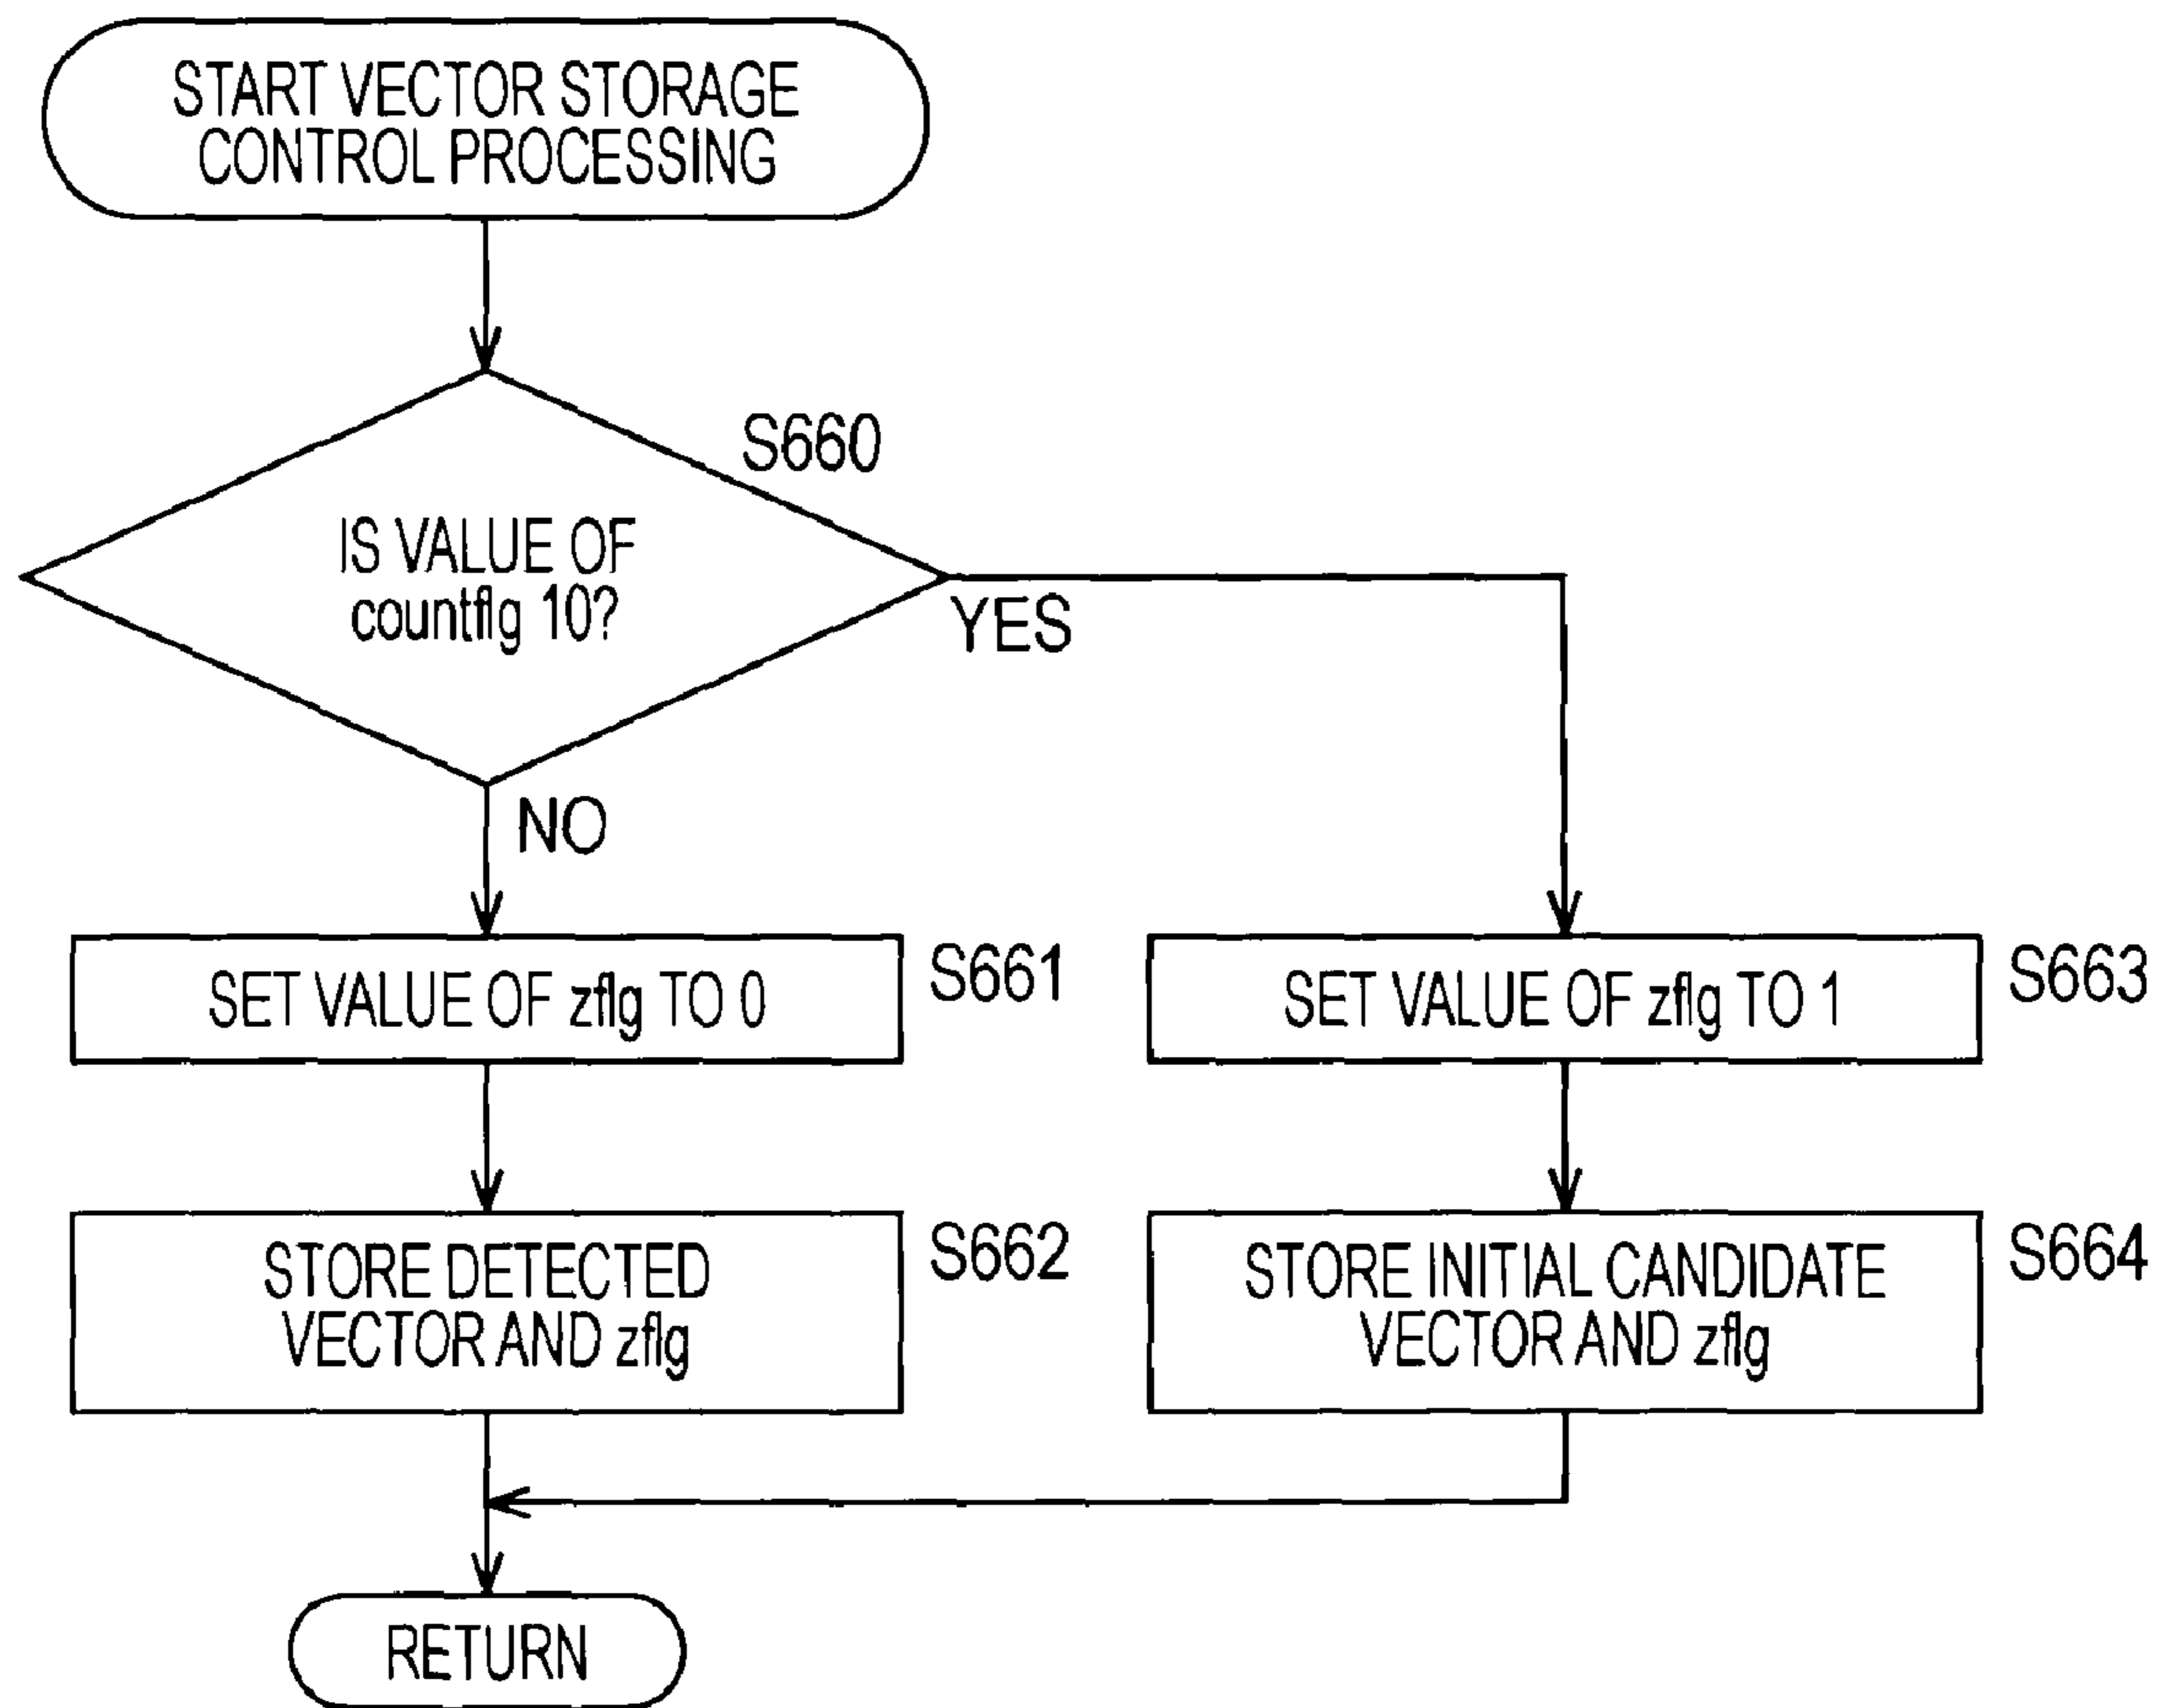 START VECTOR STORAGE
CONTROL PROCESSING
S660
IS VALUE OF
countflg 10?
YES
NO
SET VALUE OF zflg TO 0
S661
SET VALUE OF zflg TO 1
S663
STORE DETECTED
VECTOR AND zflg
S662
STORE INITIAL CANDIDATE
VECTOR AND zflg
S664
RETURN